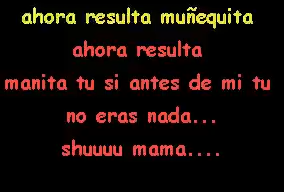 ahora resulta muñequita
ahora resulta
manita tu si antes de mi tu
no eras nada...
shuuuu mama....